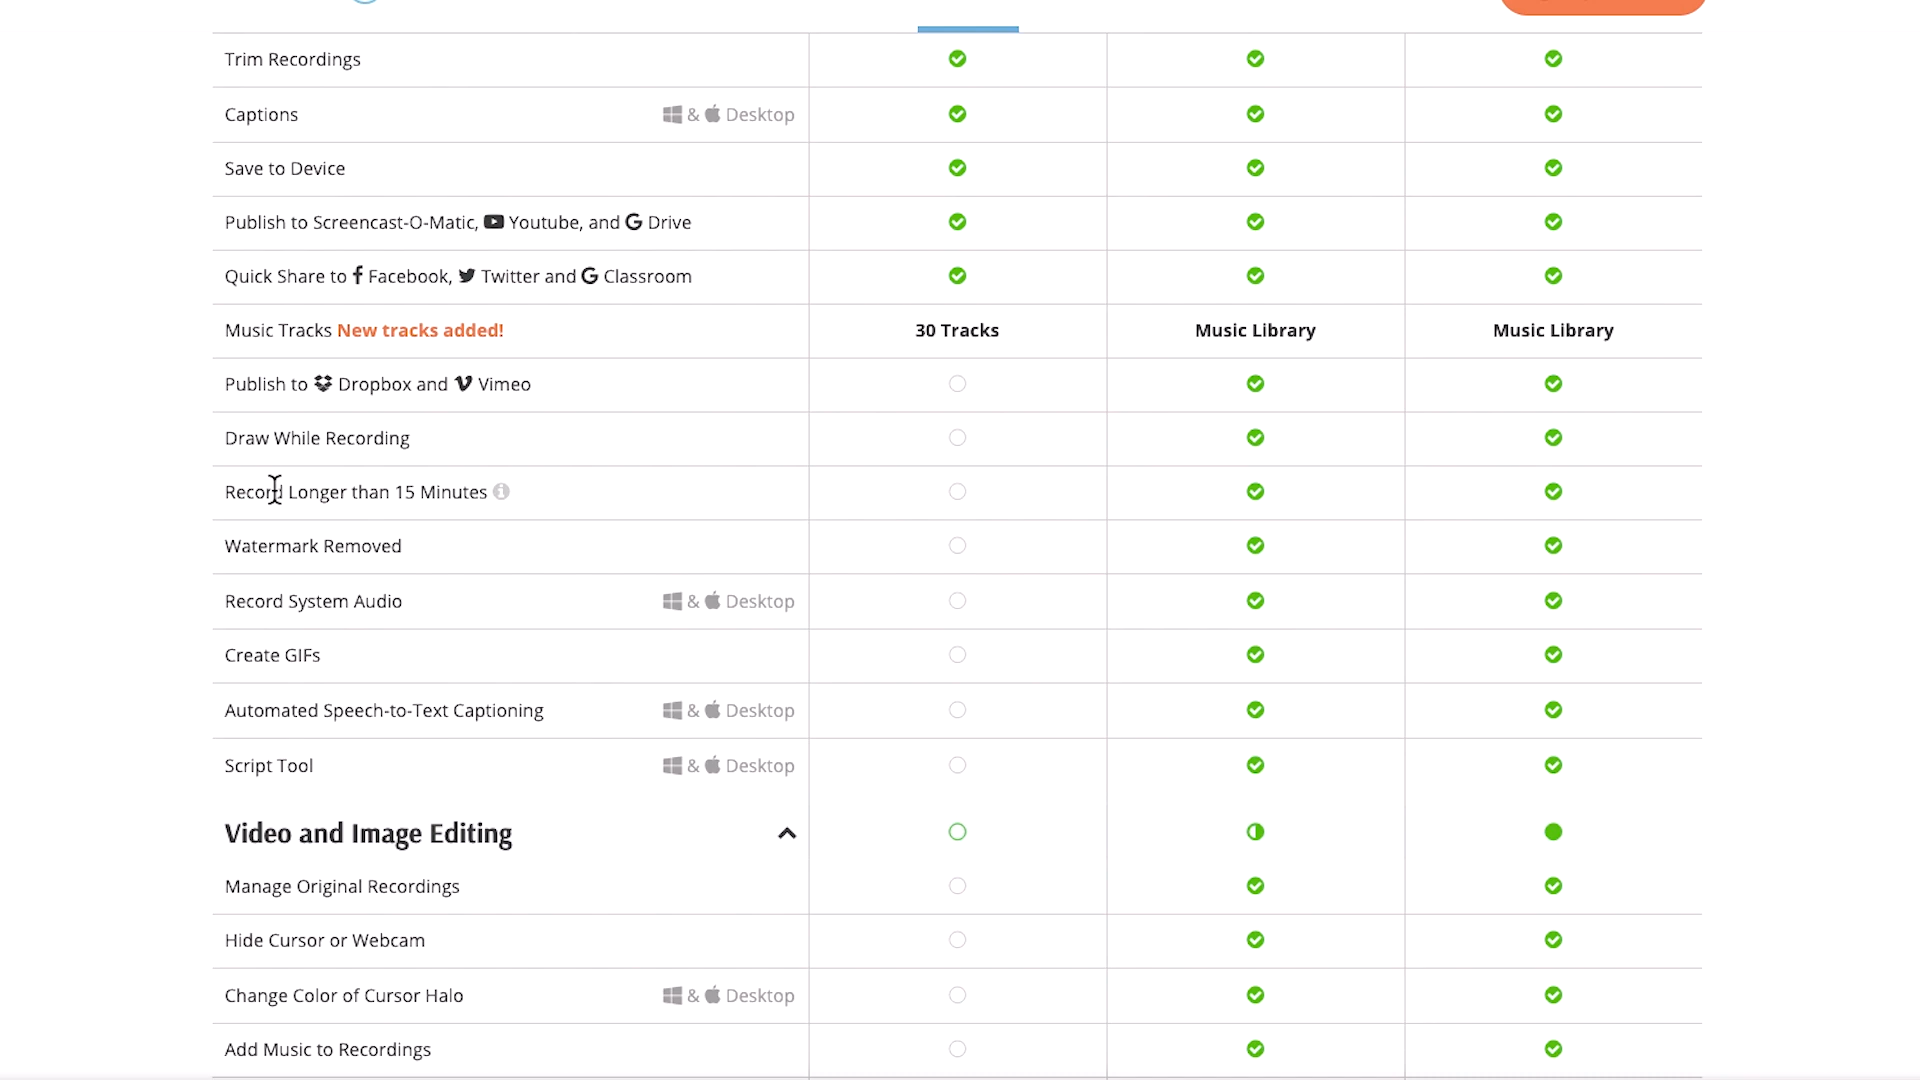 Trim Recordings
Captions & Desktop
Save to Device
Publish to Screencast-O-Matic, Youtube, and G Drive
Quick Share to f Facebook, Twitter and G Classroom
Music Tracks New tracks added! 30 Tracks Music Library Music Library
Publish to Dropbox and V Vimeo
Draw While Recording
Record Longer than 15 Minutes i
Watermark Removed
Record System Audio & Desktop
Create GIFs
Automated Speech-to-Text Captioning & Desktop
Script Tool & Desktop
Video and Image Editing
Manage Original Recordings
Hide Cursor or Webcam
Change Color of Cursor Halo & Desktop
Add Music to Recordings